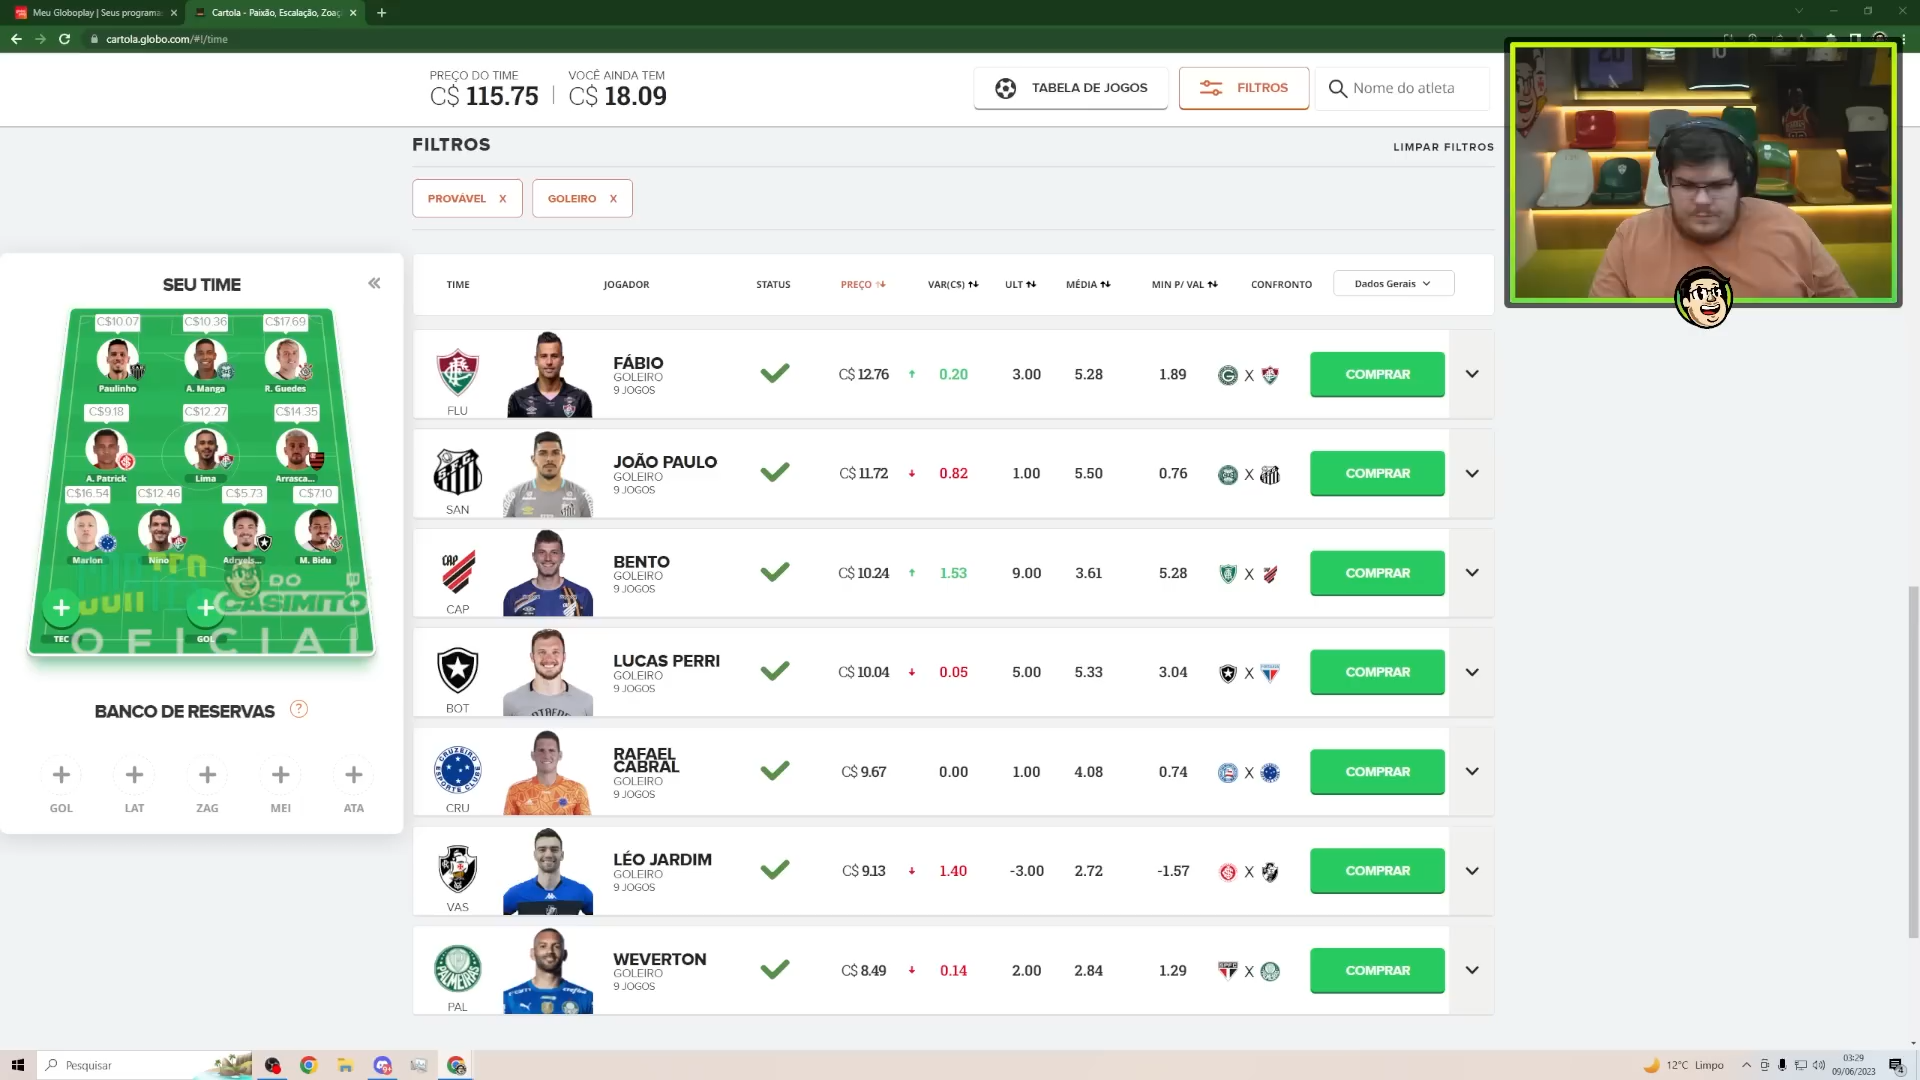 Meu Globoplay | Seus programas
Cartola - Paixão, Escalação, Zoaç
cartola.globo.com/#!/time
PREÇO DO TIME
C$ 115.75
VOCÊ AINDA TEM
C$ 18.09
TABELA DE JOGOS
FILTROS
Nome do atleta
FILTROS
LIMPAR FILTROS
PROVÁVEL X
GOLEIRO X
SEU TIME
C$10.07 C$10.36 C$17.69
Paulinho A. Manga R. Guedes
C$9.18 C$12.27 C$14.35
A. Patrick Lima Arrasca...
C$16.54 C$12.46 C$5.73 C$7.10
Marlon Nino Adryels... M. Bidu
DO
CASIMITO
TEC GOL
OFICIAL
BANCO DE RESERVAS ?
GOL LAT ZAG MEI ATA
TIME JOGADOR STATUS PREÇO VAR(C$) ULT MÉDIA MIN P/ VAL CONFRONTO Dados Gerais
FÁBIO
GOLEIRO
9 JOGOS
FLU
C$ 12.76 0.20 3.00 5.28 1.89 X COMPRAR
JOÃO PAULO
GOLEIRO
9 JOGOS
SAN
C$ 11.72 0.82 1.00 5.50 0.76 X COMPRAR
BENTO
GOLEIRO
9 JOGOS
CAP
C$ 10.24 1.53 9.00 3.61 5.28 X COMPRAR
LUCAS PERRI
GOLEIRO
9 JOGOS
BOT
C$ 10.04 0.05 5.00 5.33 3.04 X COMPRAR
RAFAEL
CABRAL
GOLEIRO
9 JOGOS
CRU
C$ 9.67 0.00 1.00 4.08 0.74 X COMPRAR
LÉO JARDIM
GOLEIRO
9 JOGOS
VAS
C$ 9.13 1.40 -3.00 2.72 -1.57 X COMPRAR
WEVERTON
GOLEIRO
9 JOGOS
PAL
C$ 8.49 0.14 2.00 2.84 1.29 X COMPRAR
Pesquisar
12°C Limpo
03:29
09/06/2023